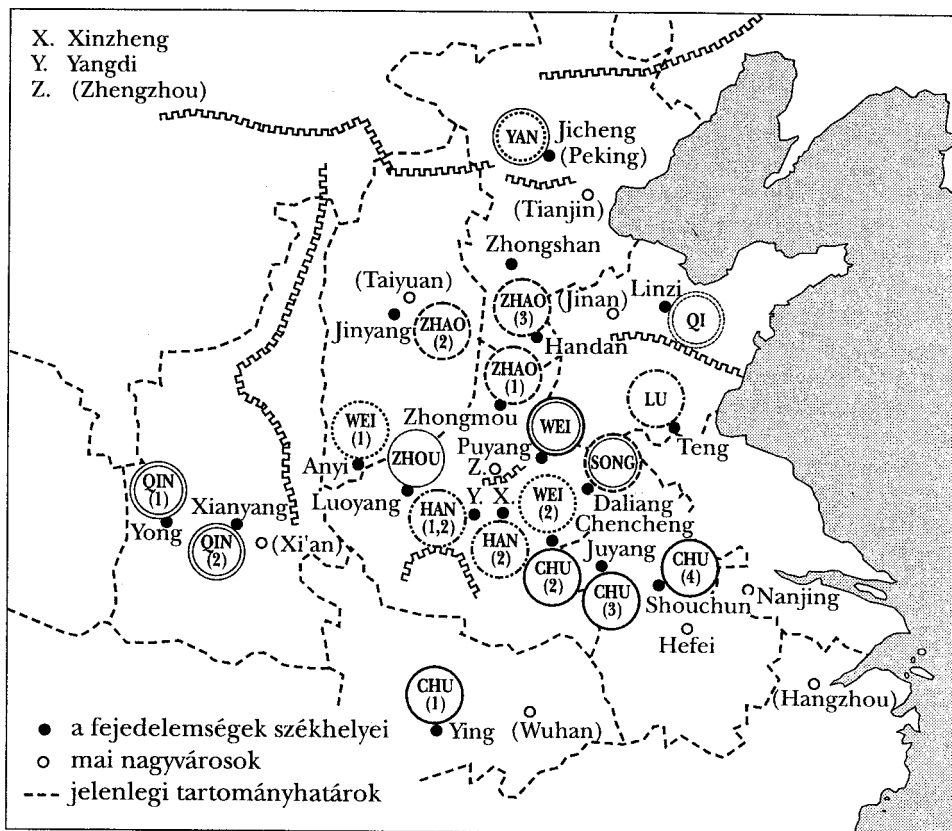 X. Xinzheng
Y. Yangdi
Z. (Zhengzhou)
YAN
Jicheng
(Peking)
(Tianjin)
Zhongshan
(Taiyuan)
Jinyang
ZHAO
(2)
ZHAO
(3)
(Jinan)
Linzi
QI
Handan
ZHAO
(1)
LU
Teng
WEI
(1)
Zhongmou
ZHOU
Puyang
WEI
SONG
Anyi
Z.
Luoyang
Daliang
QIN
(1)
Yong
Xianyang
QIN
(2)
(Xi'an)
HAN
(1,2)
Y.
X.
HAN
(2)
WEI
(2)
Chencheng
CHU
(2)
Juyang
CHU
(3)
CHU
(4)
Shouchun
Nanjing
Hefei
(Hangzhou)
CHU
(1)
Ying
(Wuhan)
a fejedelemségek székhelyei
mai nagyvárosok
jelenlegi tartományhatárok